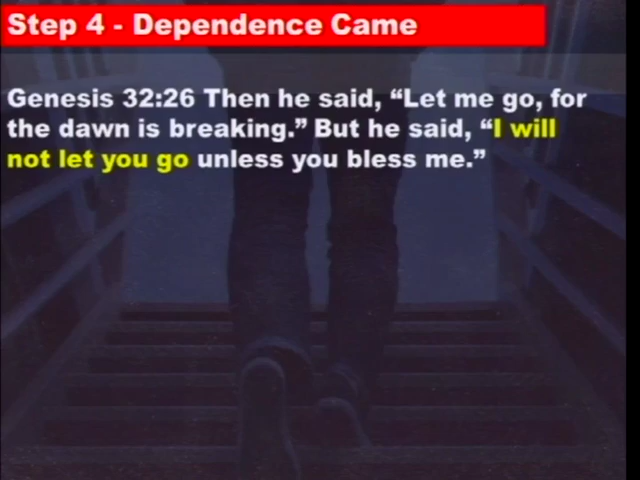 Step 4 - Dependence Came
Genesis 32:26 Then he said, “Let me go, for
the dawn is breaking.” But he said, “I will
not let you go unless you bless me.”